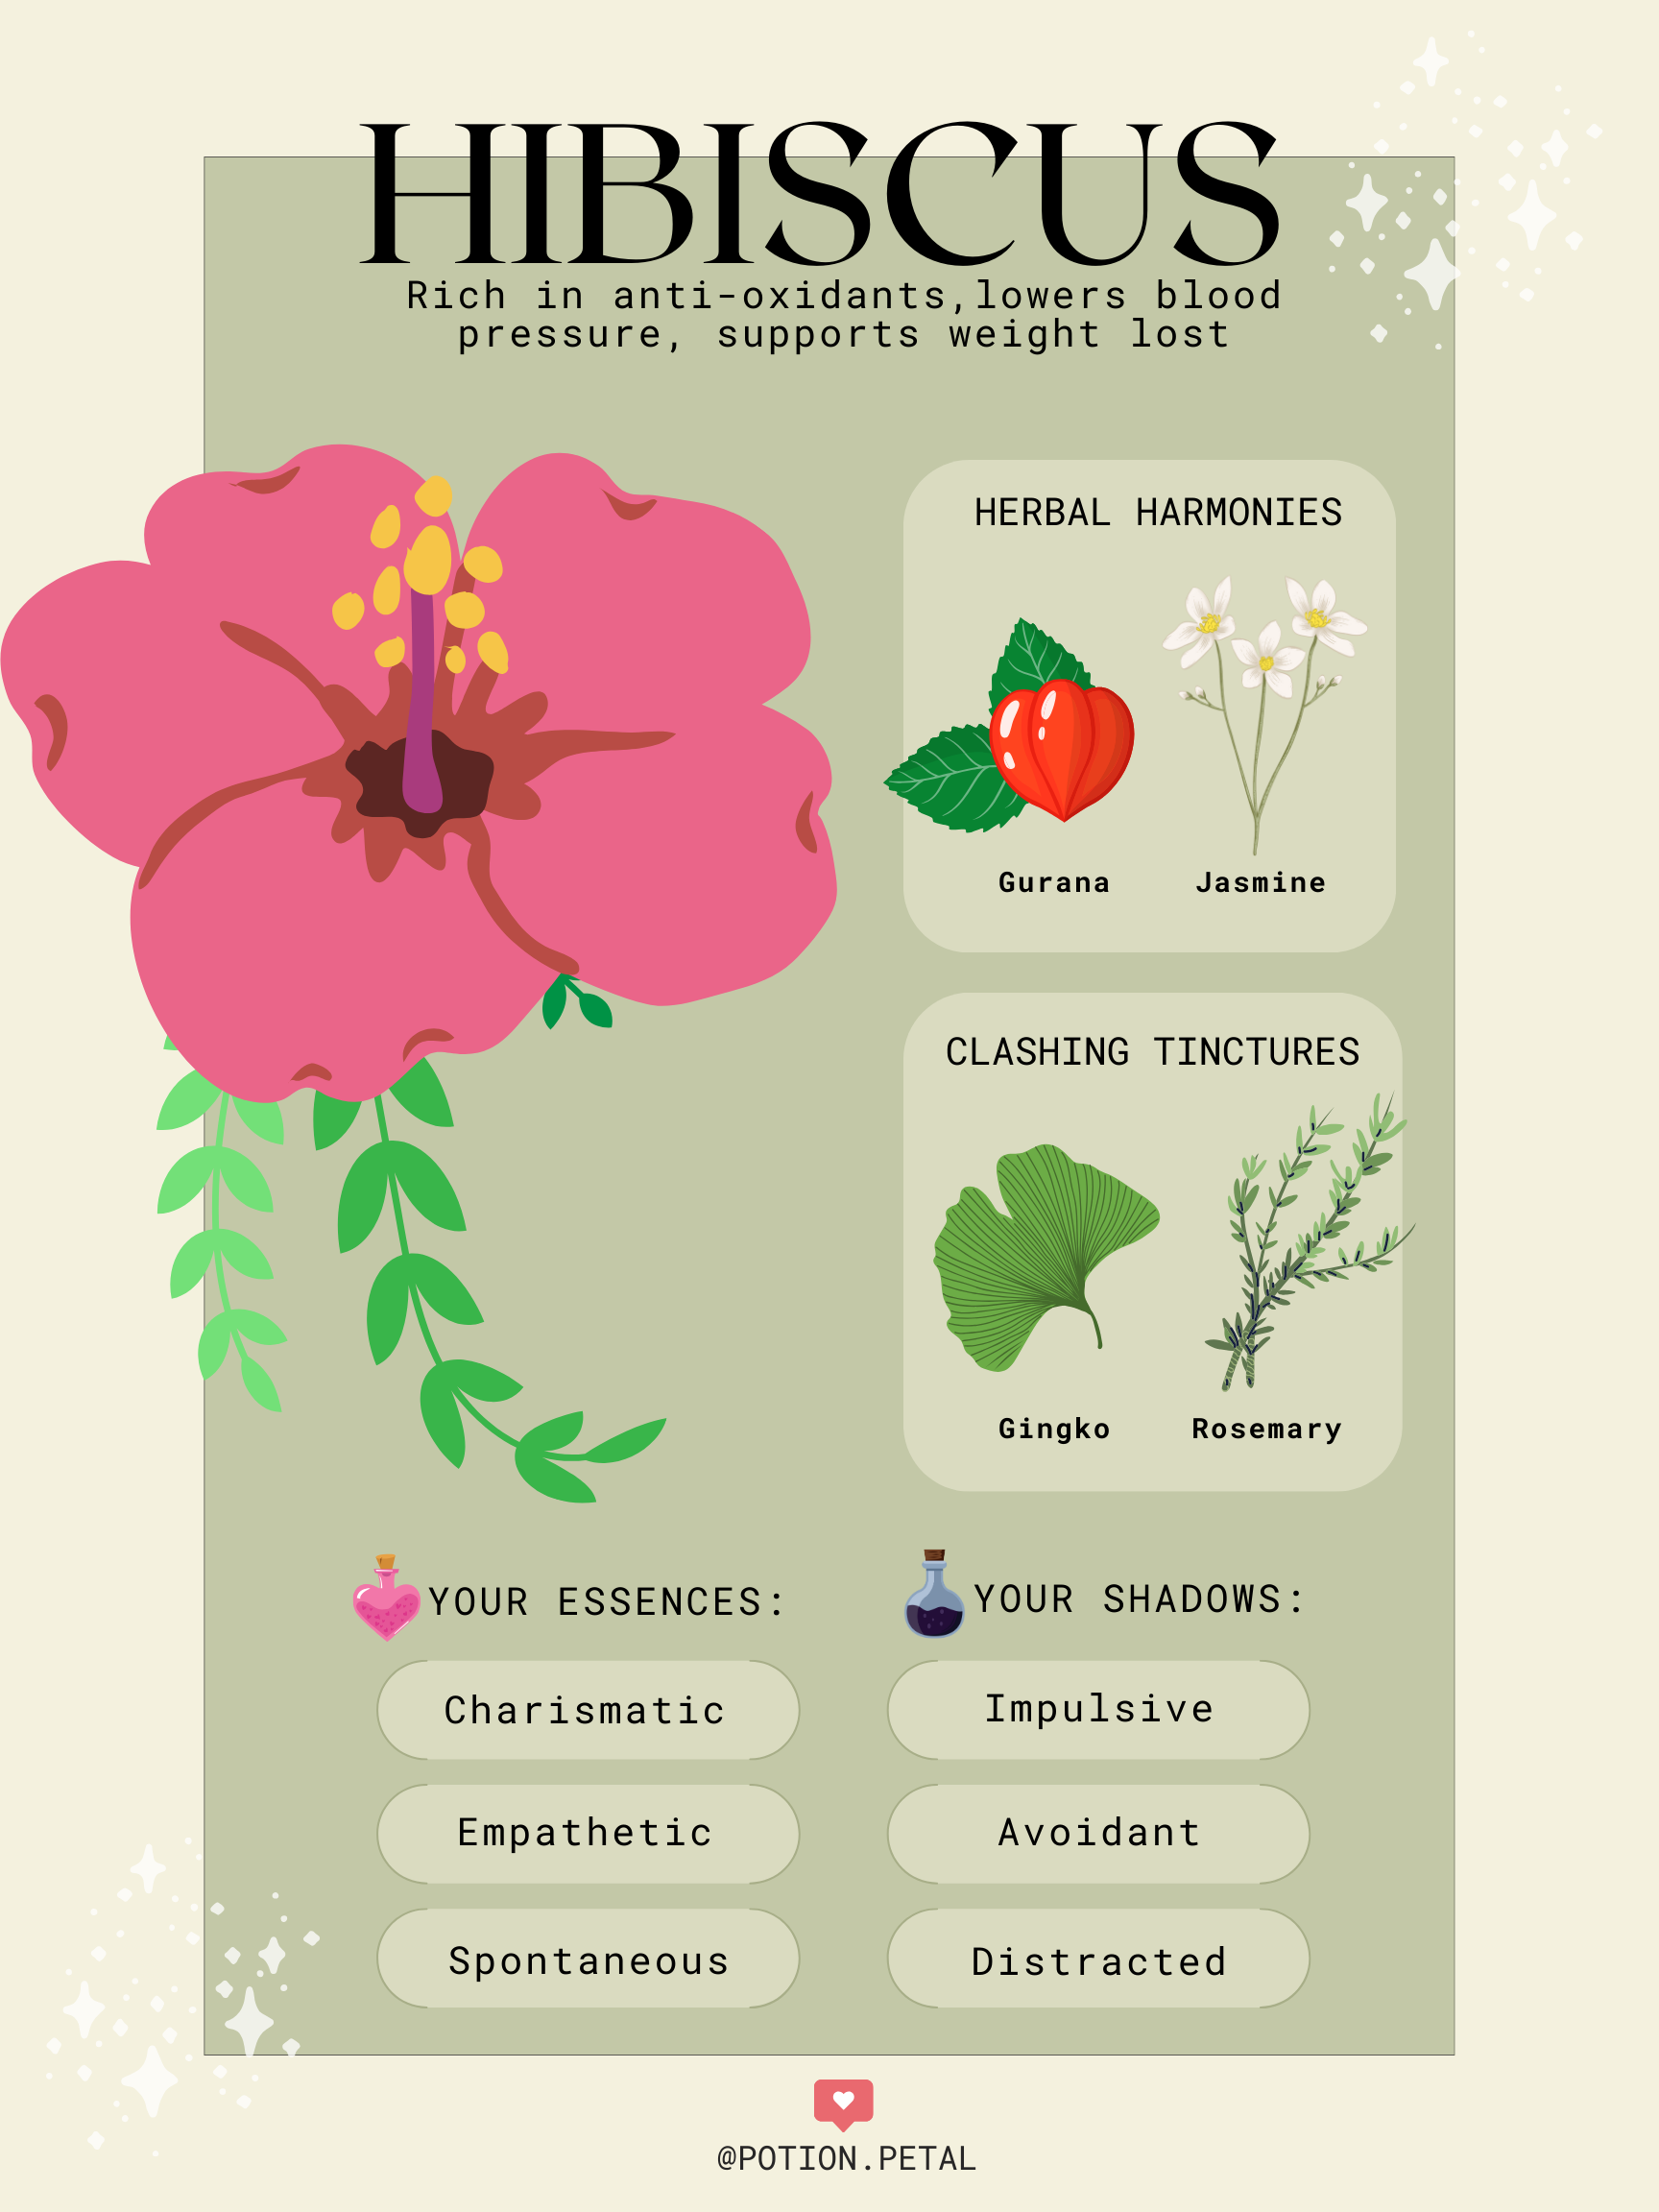 HIBISCUS
Rich in anti-oxidants,lowers blood
pressure, supports weight lost
HERBAL HARMONIES
Gurana Jasmine
CLASHING TINCTURES
Gingko Rosemary
YOUR ESSENCES:
Charismatic
Empathetic
Spontaneous
YOUR SHADOWS:
Impulsive
Avoidant
Distracted
@POTION.PETAL